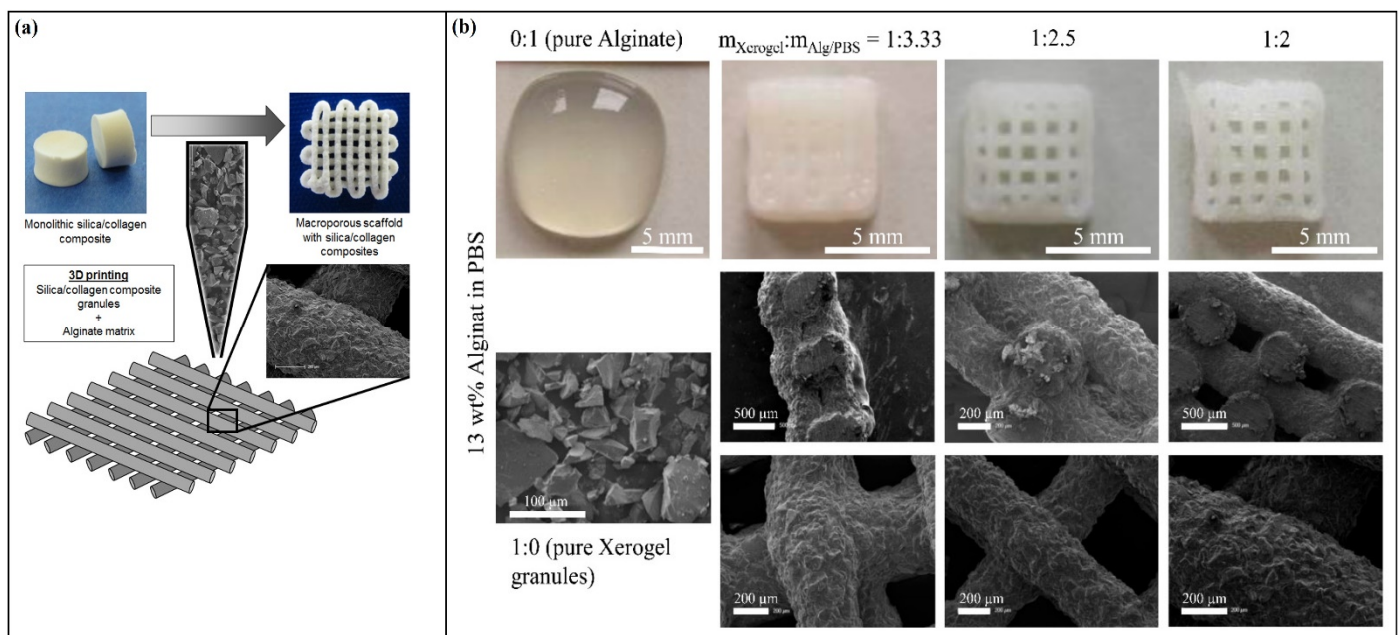 (a)
Monolithic silica/collagen
composite
Macroporous scaffold
with silica/collagen
composites
3D printing
Silica/collagen composite
granules
+
Alginate matrix
(b)
0:1 (pure Alginate)
mXerogel:mAlg/PBS = 1:3.33
1:2.5
1:2
13 wt% Alginat in PBS
5 mm
5 mm
5 mm
5 mm
100 µm
1:0 (pure Xerogel
granules)
500 µm
200 µm
500 µm
200 µm
200 µm
200 µm